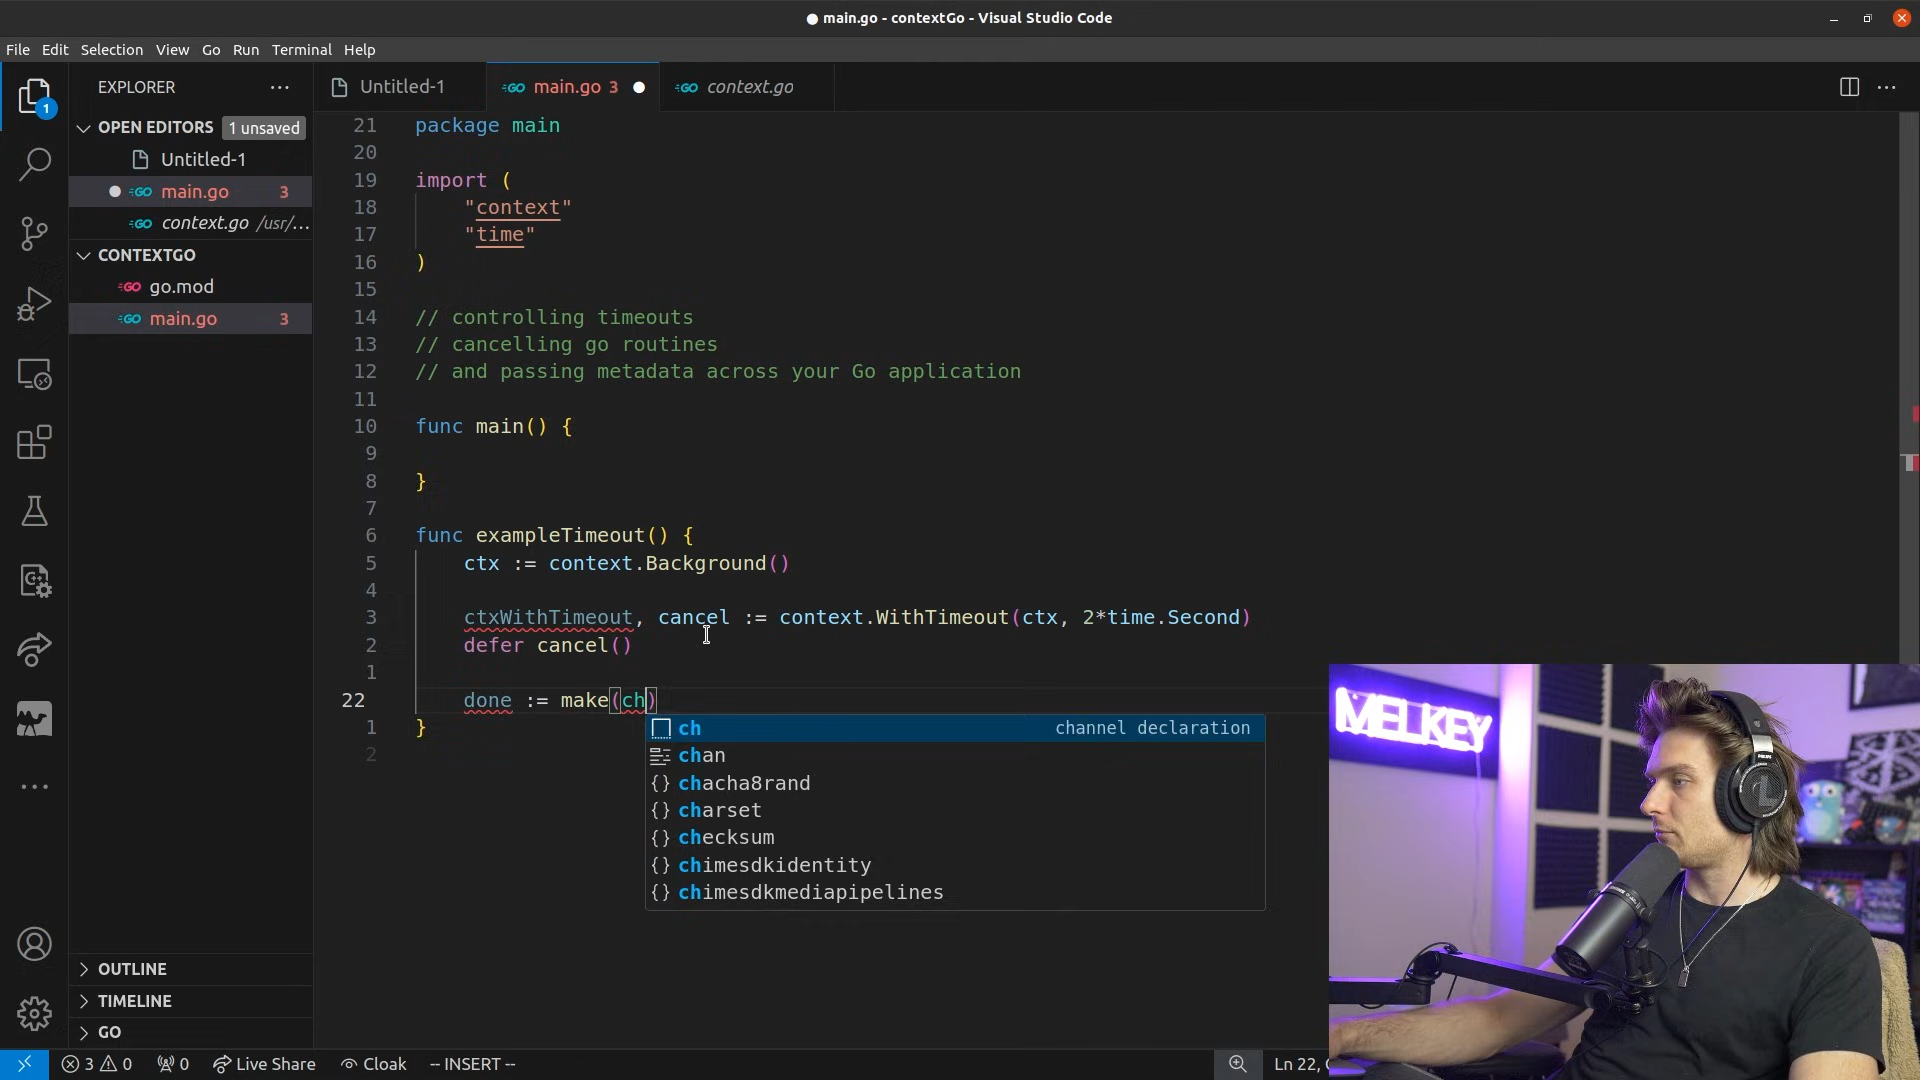 main.go - contextGo - Visual Studio Code
File Edit Selection View Go Run Terminal Help
EXPLORER
Untitled-1
main.go 3
context.go
1
OPEN EDITORS 1 unsaved
Untitled-1
main.go 3
context.go /usr/...
CONTEXTGO
go.mod
main.go 3
21 package main
20
19 import (
18 "context"
17 "time"
16 )
15
14 // controlling timeouts
13 // cancelling go routines
12 // and passing metadata across your Go application
11
10 func main() {
9
8 }
7
6 func exampleTimeout() {
5 ctx := context.Background()
4
3 ctxWithTimeout, cancel := context.WithTimeout(ctx, 2*time.Second)
2 defer cancel()
1
22 done := make(ch)
1 }
2
ch channel declaration
chan
chacha8rand
charset
checksum
chimesdkidentity
chimesdkmediapipelines
MELKEY
OUTLINE
TIMELINE
GO
3 0 0 Live Share Cloak -- INSERT -- Ln 22,